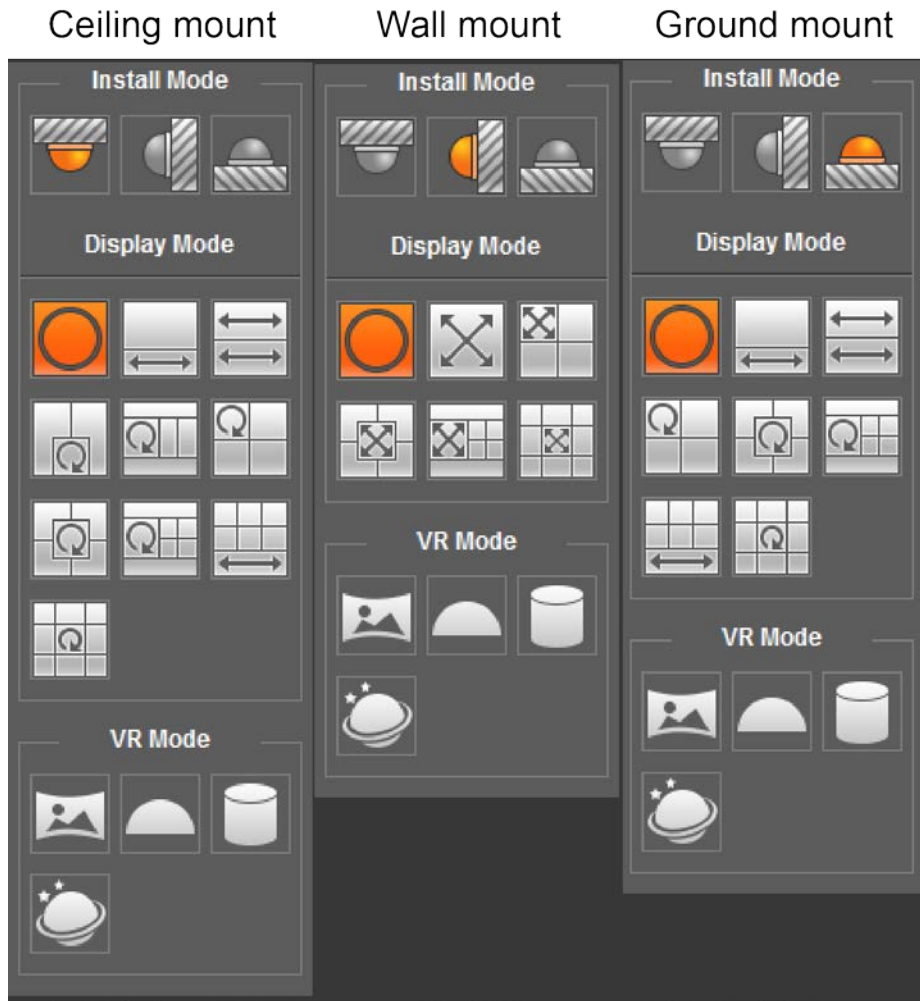 Ceiling mount
Wall mount
Ground mount
Install Mode
Display Mode
VR Mode
Install Mode
Display Mode
VR Mode
Install Mode
Display Mode
VR Mode